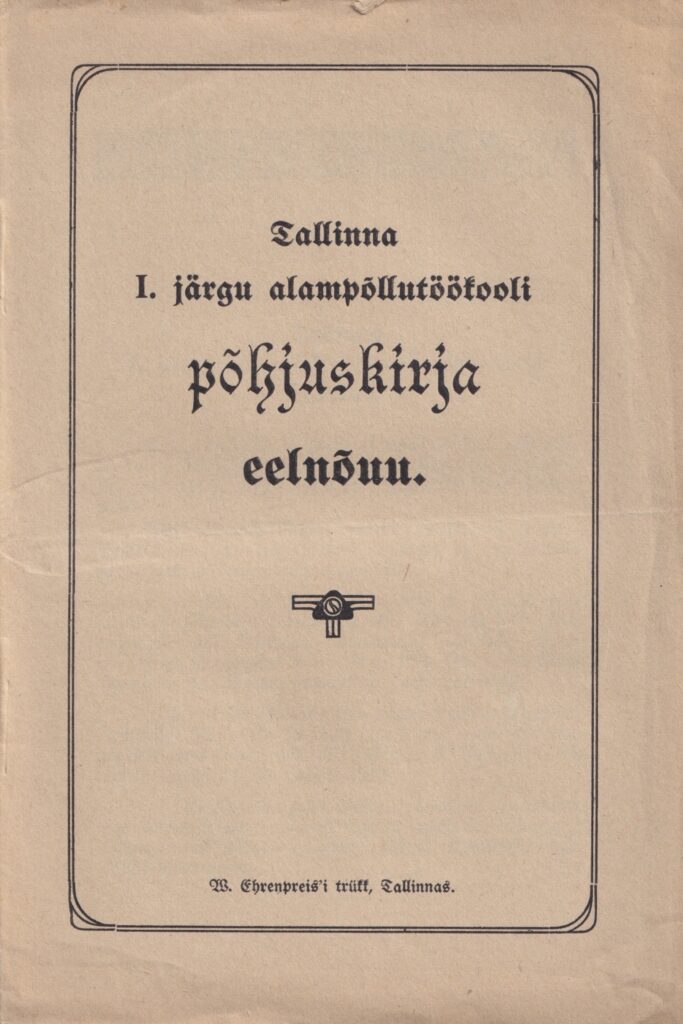 Tallinna
I. järgu alampõllutöökooli
põhjuskirja
eelnõuu.
W. Ehrenpreis'i trükk, Tallinnas.